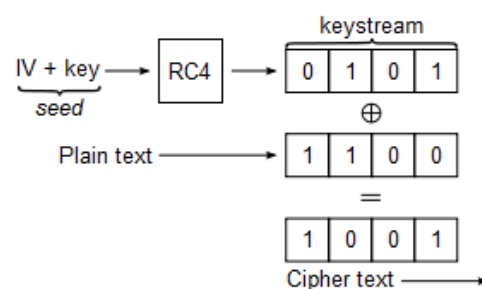 keystream
IV + key
RC4
0 1 0 1
seed
⊕
Plain text
1 1 0 0
=
1 0 0 1
Cipher text